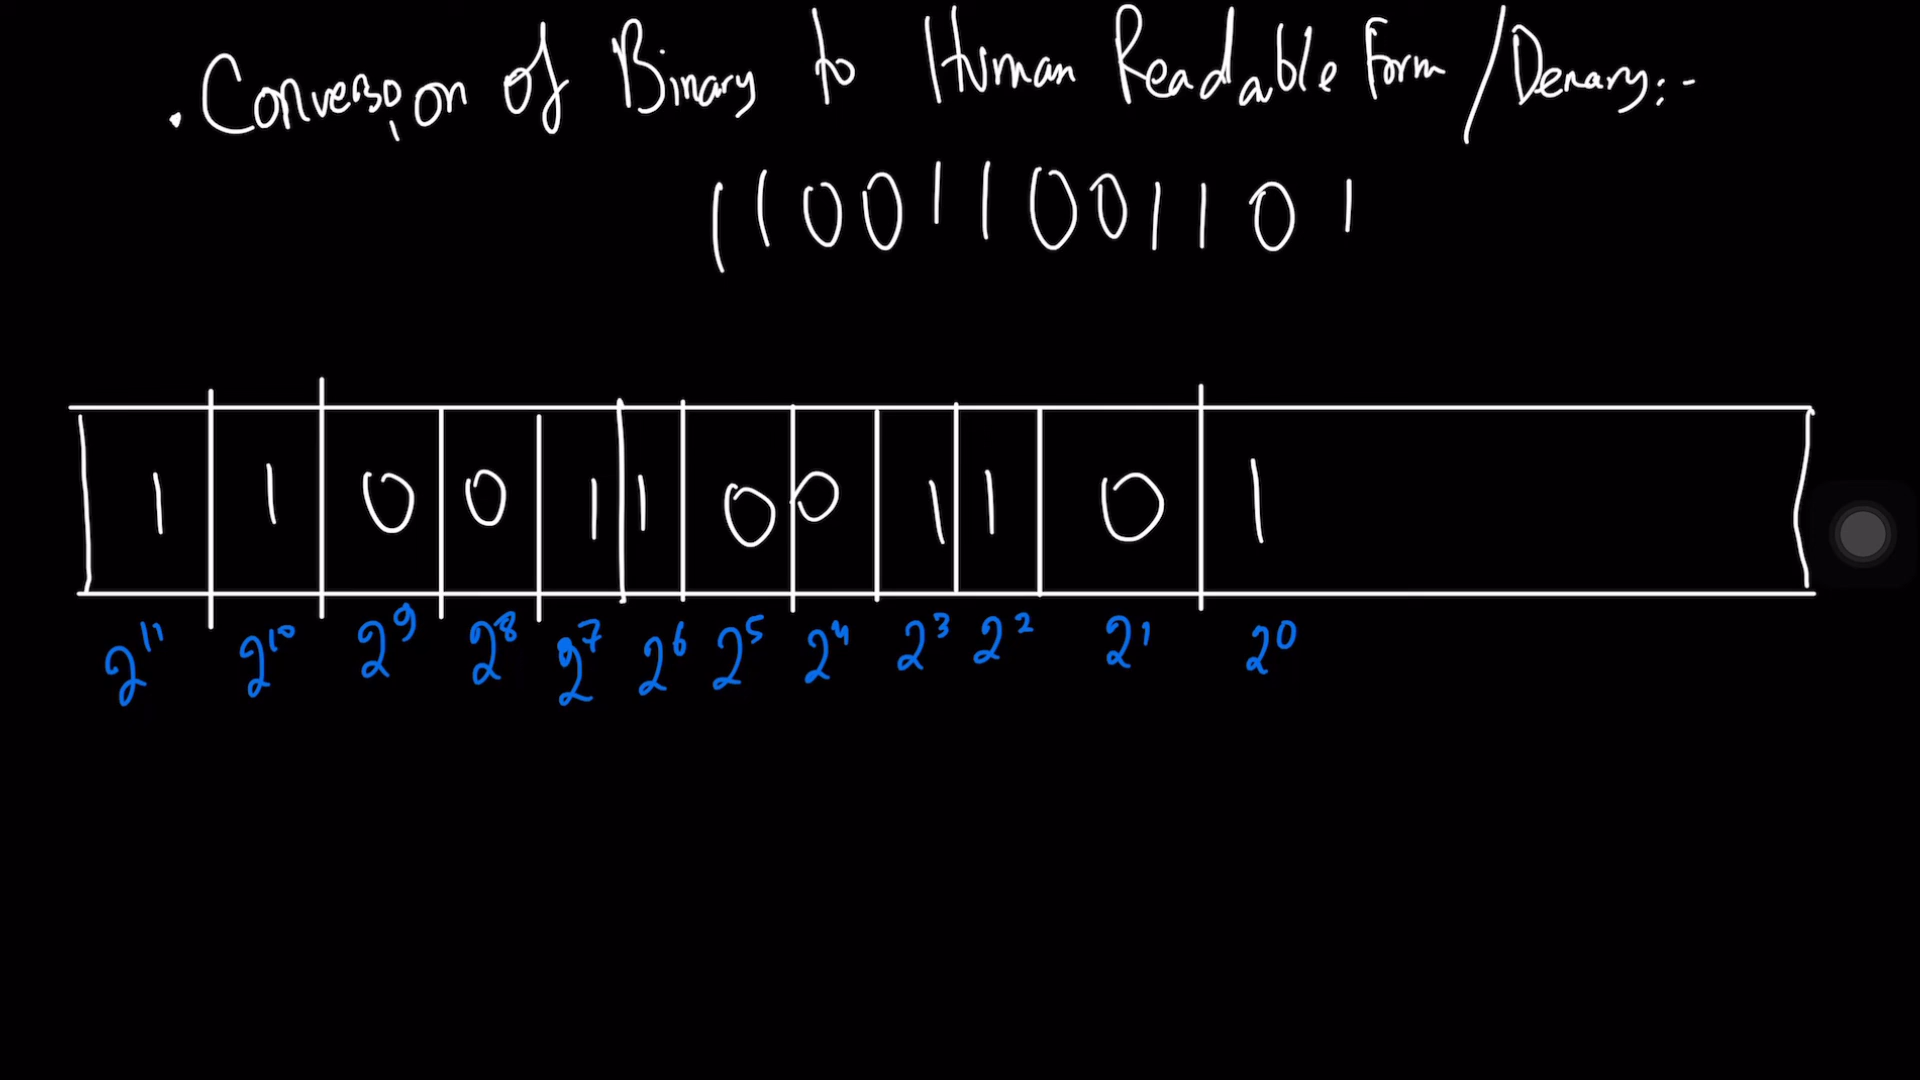 . Conversion of Binary to Human Readable Form / Denary:-
110011001101
1 1 0 0 1 1 0 0 1 1 0 1
2¹¹ 2¹⁰ 2⁹ 2⁸ 2⁷ 2⁶ 2⁵ 2⁴ 2³ 2² 2¹ 2⁰